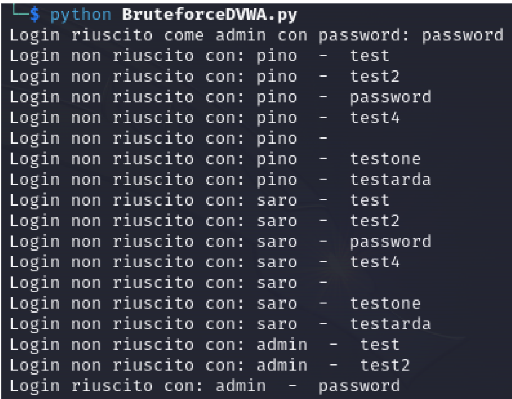 └─$ python BruteforceDVWA.py
Login riuscito come admin con password: password
Login non riuscito con: pino - test
Login non riuscito con: pino - test2
Login non riuscito con: pino - password
Login non riuscito con: pino - test4
Login non riuscito con: pino -
Login non riuscito con: pino - testone
Login non riuscito con: pino - testarda
Login non riuscito con: saro - test
Login non riuscito con: saro - test2
Login non riuscito con: saro - password
Login non riuscito con: saro - test4
Login non riuscito con: saro -
Login non riuscito con: saro - testone
Login non riuscito con: saro - testarda
Login non riuscito con: admin - test
Login non riuscito con: admin - test2
Login riuscito con: admin - password